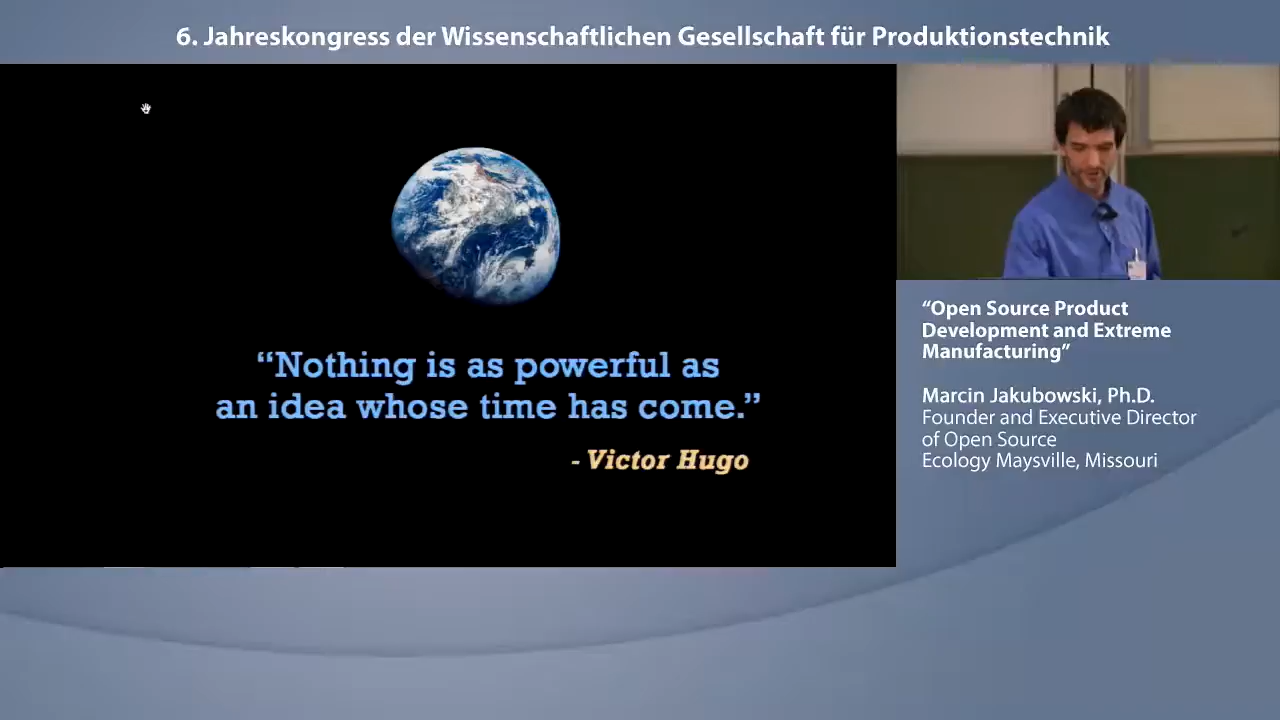 6. Jahreskongress der Wissenschaftlichen Gesellschaft für Produktionstechnik
“Nothing is as powerful as
an idea whose time has come.”
- Victor Hugo
“Open Source Product
Development and Extreme
Manufacturing”
Marcin Jakubowski, Ph.D.
Founder and Executive Director
of Open Source
Ecology Maysville, Missouri